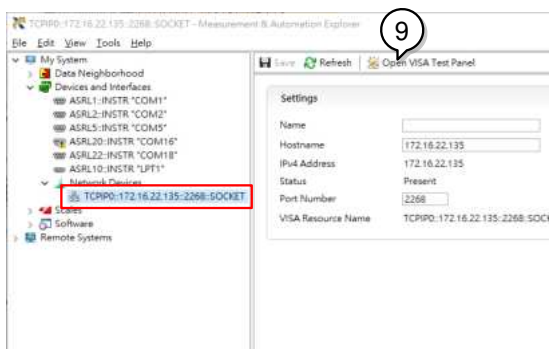 TCPIP0::172.16.22.135::2268::SOCKET - Measurement & Automation Explorer
File Edit View Tools Help
9
My System
Data Neighborhood
Devices and Interfaces
ASRL1::INSTR "COM1"
ASRL2::INSTR "COM2"
ASRL5::INSTR "COM5"
ASRL20::INSTR "COM16"
ASRL22::INSTR "COM18"
ASRL10::INSTR "LPT1"
Network Devices
TCPIP0::172.16.22.135::2268::SOCKET
Scales
Software
Remote Systems
Save Refresh Open VISA Test Panel
Settings
Name
Hostname 172.16.22.135
IPv4 Address 172.16.22.135
Status Present
Port Number 2268
VISA Resource Name TCPIP0::172.16.22.135::2268::SOCK